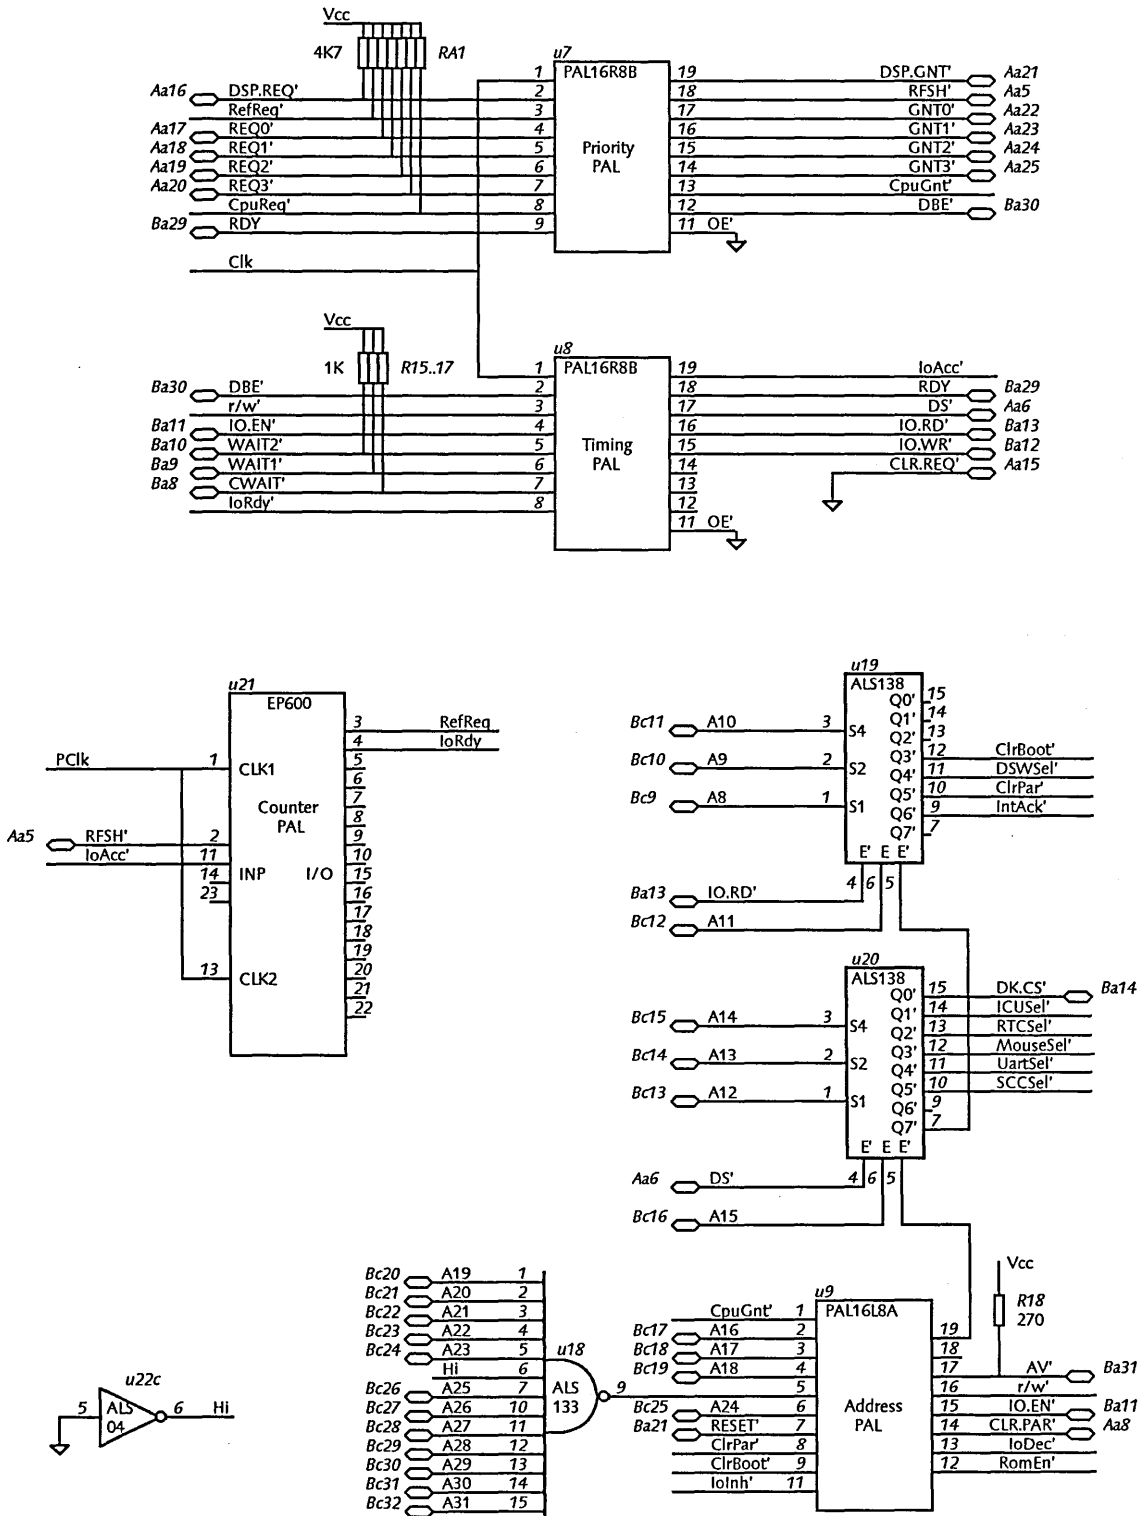 Vcc
4K7 RA1
u7
PAL16R8B
Priority
PAL
Aa16 DSP.REQ' 1 2
RefReq' 3
Aa17 REQ0' 4
Aa18 REQ1' 5
Aa19 REQ2' 6
Aa20 REQ3' 7
CpuReq' 8
Ba29 RDY 9
Clk
19 DSP.GNT' Aa21
18 RFSH' Aa5
17 GNT0' Aa22
16 GNT1' Aa23
15 GNT2' Aa24
14 GNT3' Aa25
13 CpuGnt'
12 DBE' Ba30
11 OE'
Vcc
1K R15..17
u8
PAL16R8B
Timing
PAL
1
Ba30 DBE' 2
r/w' 3
Ba11 IO.EN' 4
Ba10 WAIT2' 5
Ba9 WAIT1' 6
Ba8 CWAIT' 7
IoRdy' 8
19 IoAcc'
18 RDY Ba29
17 DS' Aa6
16 IO.RD' Ba13
15 IO.WR' Ba12
14 CLR.REQ' Aa15
13
12
11 OE'
u21
EP600
PClk 1 CLK1
Counter
PAL
Aa5 RFSH' 2
IoAcc' 11
14 INP I/O
23
13 CLK2
3 RefReq
4 IoRdy
5
6
7
8
9
10
15
16
17
18
19
20
21
22
u19
ALS138
Bc11 A10 3 S4
Bc10 A9 2 S2
Bc9 A8 1 S1
Q0' 15
Q1' 14
Q2' 13
Q3' 12 ClrBoot'
Q4' 11 DSWSel'
Q5' 10 ClrPar'
Q6' 9 IntAck'
Q7' 7
E' E E'
4 6 5
Ba13 IO.RD'
Bc12 A11
u20
ALS138
Bc15 A14 3 S4
Bc14 A13 2 S2
Bc13 A12 1 S1
Q0' 15 DK.CS' Ba14
Q1' 14 ICUSel'
Q2' 13 RTCSel'
Q3' 12 MouseSel'
Q4' 11 UartSel'
Q5' 10 SCCSel'
Q6' 9
Q7' 7
E' E E'
4 6 5
Aa6 DS'
Bc16 A15
u22c
5 ALS 6 Hi
04
Bc20 A19 1
Bc21 A20 2
Bc22 A21 3
Bc23 A22 4
Bc24 A23 5
Hi 6
Bc26 A25 7
Bc27 A26 10
Bc28 A27 11
Bc29 A28 12
Bc30 A29 13
Bc31 A30 14
Bc32 A31 15
u18
ALS 9
133
u9
PAL16L8A
Address
PAL
CpuGnt' 1
Bc17 A16 2
Bc18 A17 3
Bc19 A18 4
5
Bc25 A24 6
Ba21 RESET' 7
ClrPar' 8
ClrBoot' 9
IoInh' 11
Vcc
R18
270
19
18
17 AV' Ba31
16 r/w'
15 IO.EN' Ba11
14 CLR.PAR' Aa8
13 IoDec'
12 RomEn'